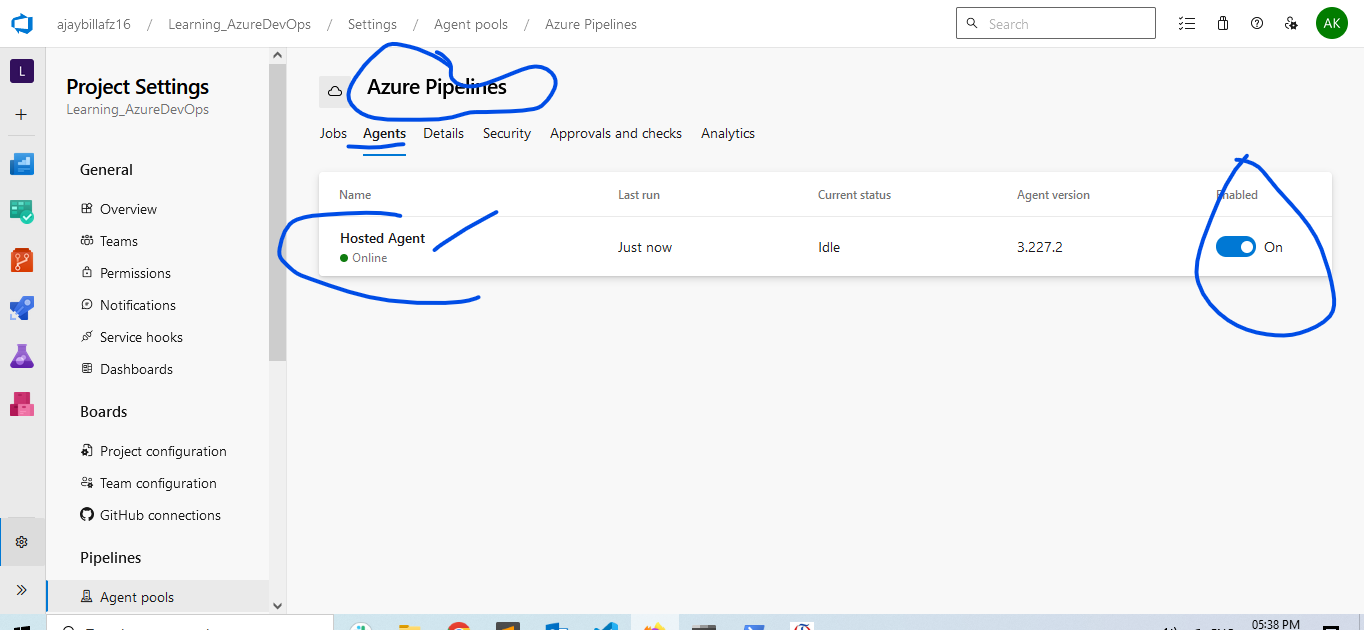 ajaybillafz16 / Learning_AzureDevOps / Settings / Agent pools / Azure Pipelines
Search
AK
L
Project Settings
Learning_AzureDevOps
General
Overview
Teams
Permissions
Notifications
Service hooks
Dashboards
Boards
Project configuration
Team configuration
GitHub connections
Pipelines
Agent pools
Azure Pipelines
Jobs Agents Details Security Approvals and checks Analytics
Name Last run Current status Agent version Enabled
Hosted Agent Just now Idle 3.227.2 On
Online
05:38 PM